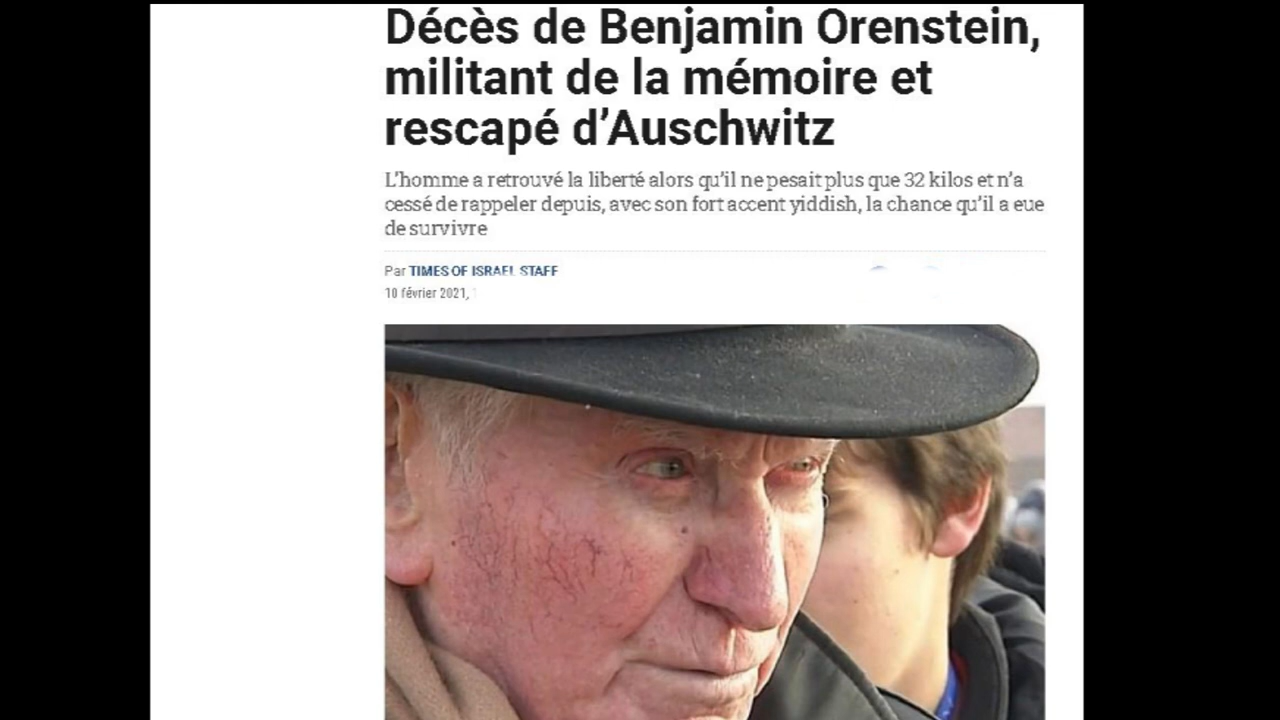 Décès de Benjamin Orenstein,
militant de la mémoire et
rescapé d’Auschwitz
L’homme a retrouvé la liberté alors qu’il ne pesait plus que 32 kilos et n’a
cessé de rappeler depuis, avec son fort accent yiddish, la chance qu’il a eue
de survivre
Par TIMES OF ISRAEL STAFF
10 février 2021,